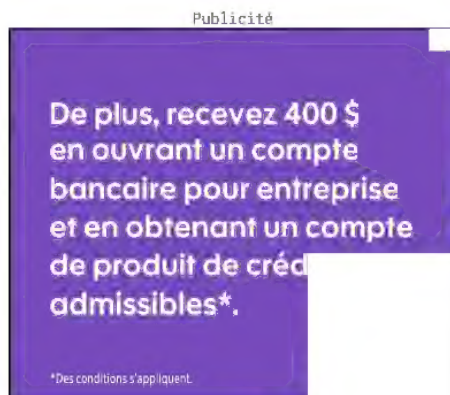 Publicité
De plus, recevez 400 $
en ouvrant un compte
bancaire pour entreprise
et en obtenant un compte
de produit de
admissibles*.
*Des conditions s'appliquent.